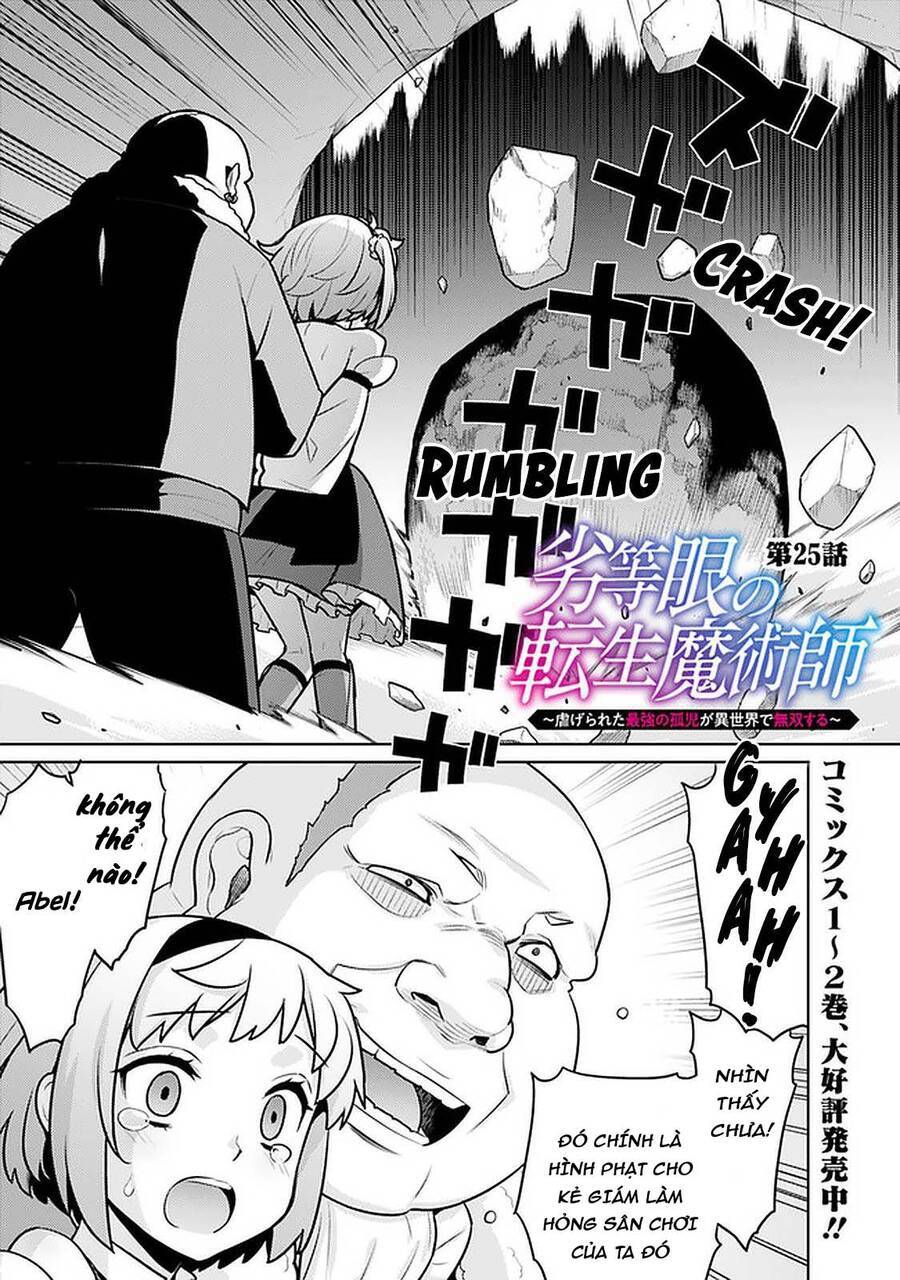 ズズ
ガガガガガガ
CRASH!
RUMBLING
第25話
劣等眼の
転生魔術師
～虐げられた最強の孤児が異世界で無双する～
コミックス1～2巻、大好評発売中!!
GYAHHAHA!
NHÌN
THẤY
CHƯA!
ĐÓ CHÍNH LÀ
HÌNH PHẠT CHO
KẺ GIÁM LÀM
HỎNG SÂN CHƠI
CỦA TA ĐÓ
không
thể
nào!
Abel!